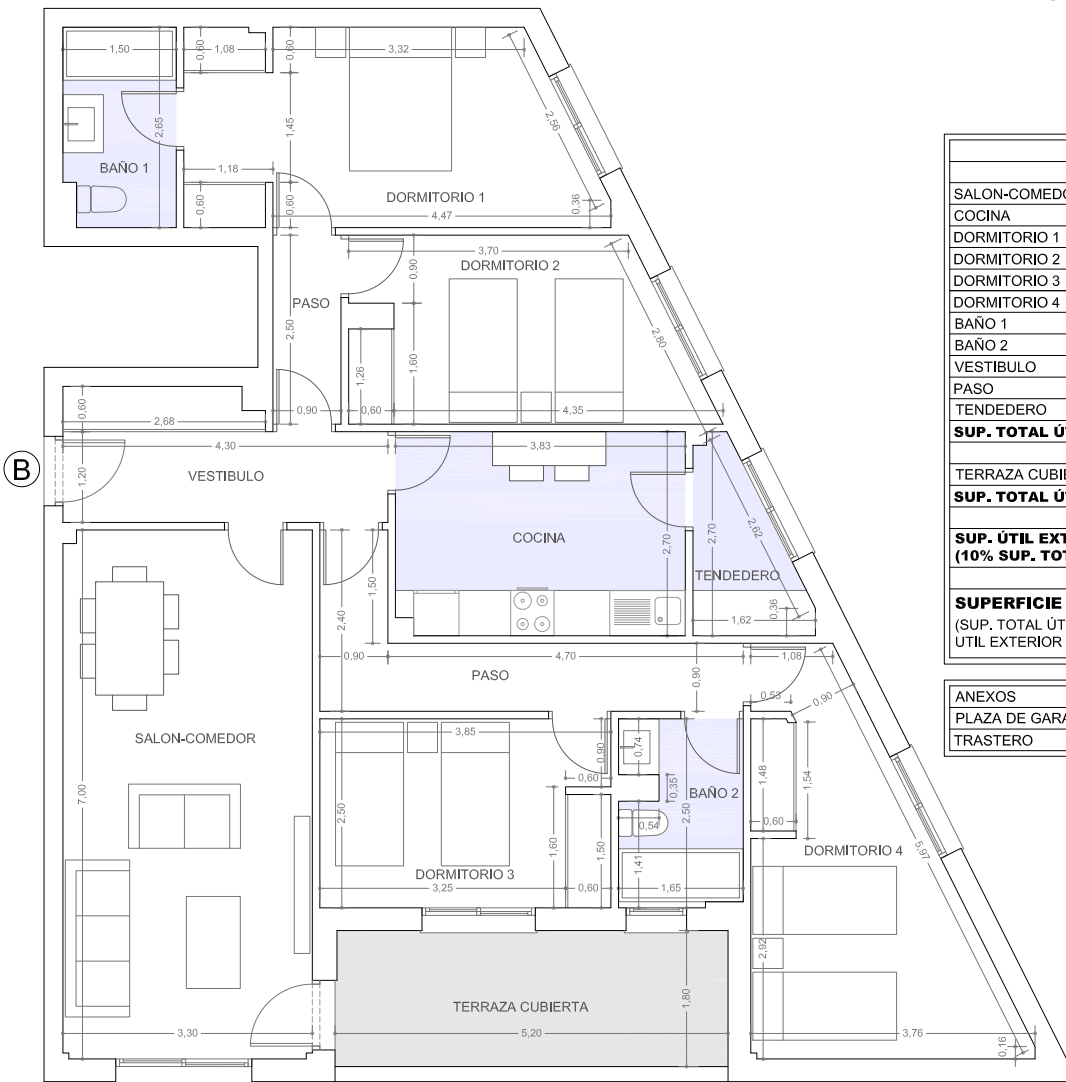 1,50
0,60
1,08
0,60
3,32
2,56
2,65
1,45
BAÑO 1
1,18
DORMITORIO 1
0,60
0,60
4,47
0,36
3,70
DORMITORIO 2
0,90
PASO
2,50
2,80
1,60
1,26
0,60
2,68
0,90
0,60
4,35
4,30
3,83
B
1,20
VESTIBULO
COCINA
2,70
2,70
2,62
TENDEDERO
1,50
2,40
0,36
1,62
0,90
4,70
1,08
PASO
0,90
0,53
0,90
SALON-COMEDOR
3,85
0,90
0,74
0,60
0,35
BAÑO 2
1,48
1,54
7,00
2,50
2,50
0,54
0,60
1,60
1,50
1,41
DORMITORIO 4
5,97
DORMITORIO 3
3,25
0,60
1,65
2,92
1,80
TERRAZA CUBIERTA
3,30
5,20
3,76
0,16
SALON-COMEDO
COCINA
DORMITORIO 1
DORMITORIO 2
DORMITORIO 3
DORMITORIO 4
BAÑO 1
BAÑO 2
VESTIBULO
PASO
TENDEDERO
SUP. TOTAL Ú
TERRAZA CUBIE
SUP. TOTAL Ú
SUP. ÚTIL EXT
(10% SUP. TOT
SUPERFICIE
(SUP. TOTAL ÚT
UTIL EXTERIOR
ANEXOS
PLAZA DE GARA
TRASTERO